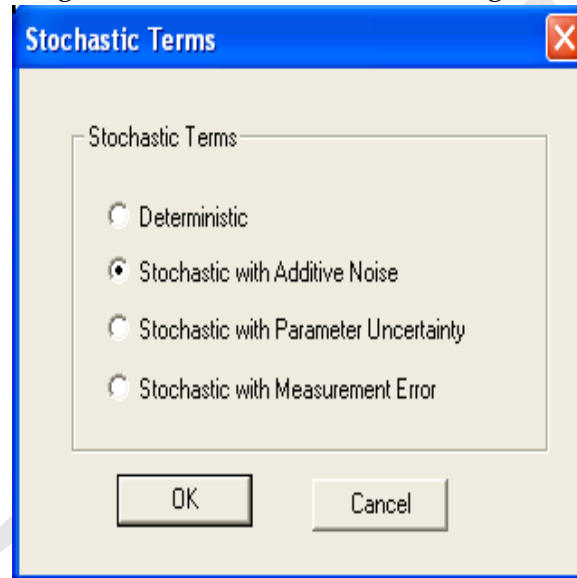 Stochastic Terms
Stochastic Terms
Deterministic
Stochastic with Additive Noise
Stochastic with Parameter Uncertainty
Stochastic with Measurement Error
OK
Cancel